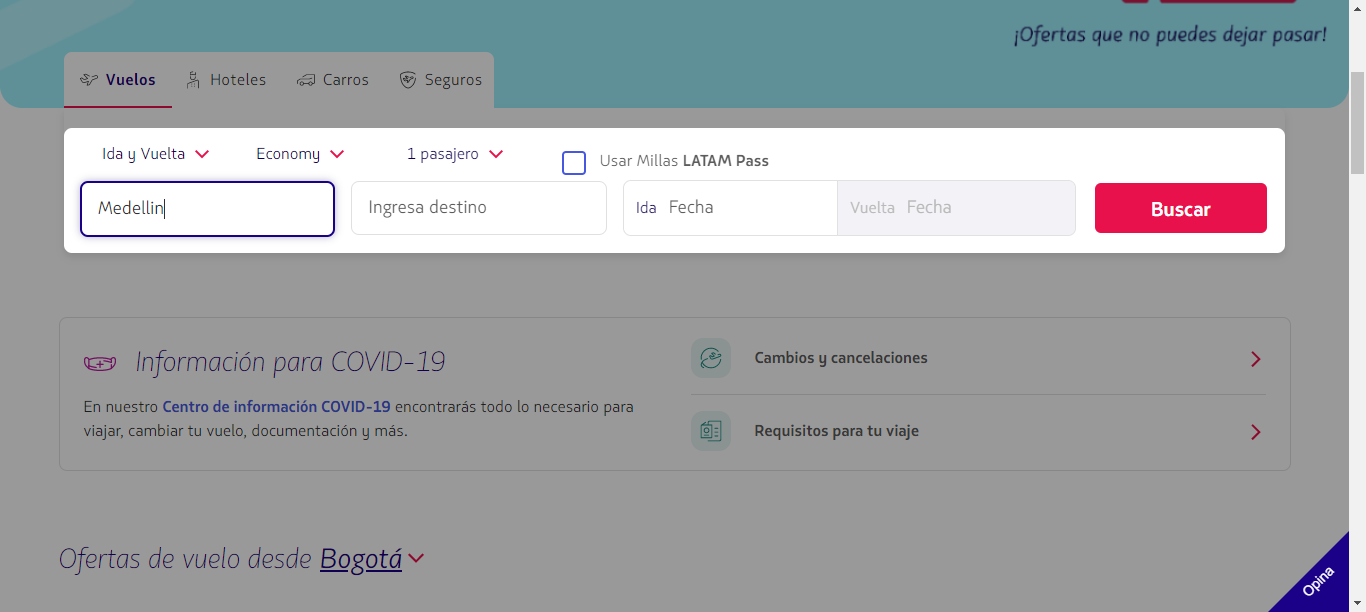 ¡Ofertas que no puedes dejar pasar!
Vuelos Hoteles Carros Seguros
Ida y Vuelta Economy 1 pasajero Usar Millas LATAM Pass
Medellin Ingresa destino Ida Fecha Vuelta Fecha Buscar
Información para COVID-19
En nuestro Centro de información COVID-19 encontrarás todo lo necesario para
viajar, cambiar tu vuelo, documentación y más.
Cambios y cancelaciones
Requisitos para tu viaje
Ofertas de vuelo desde Bogotá
Opina